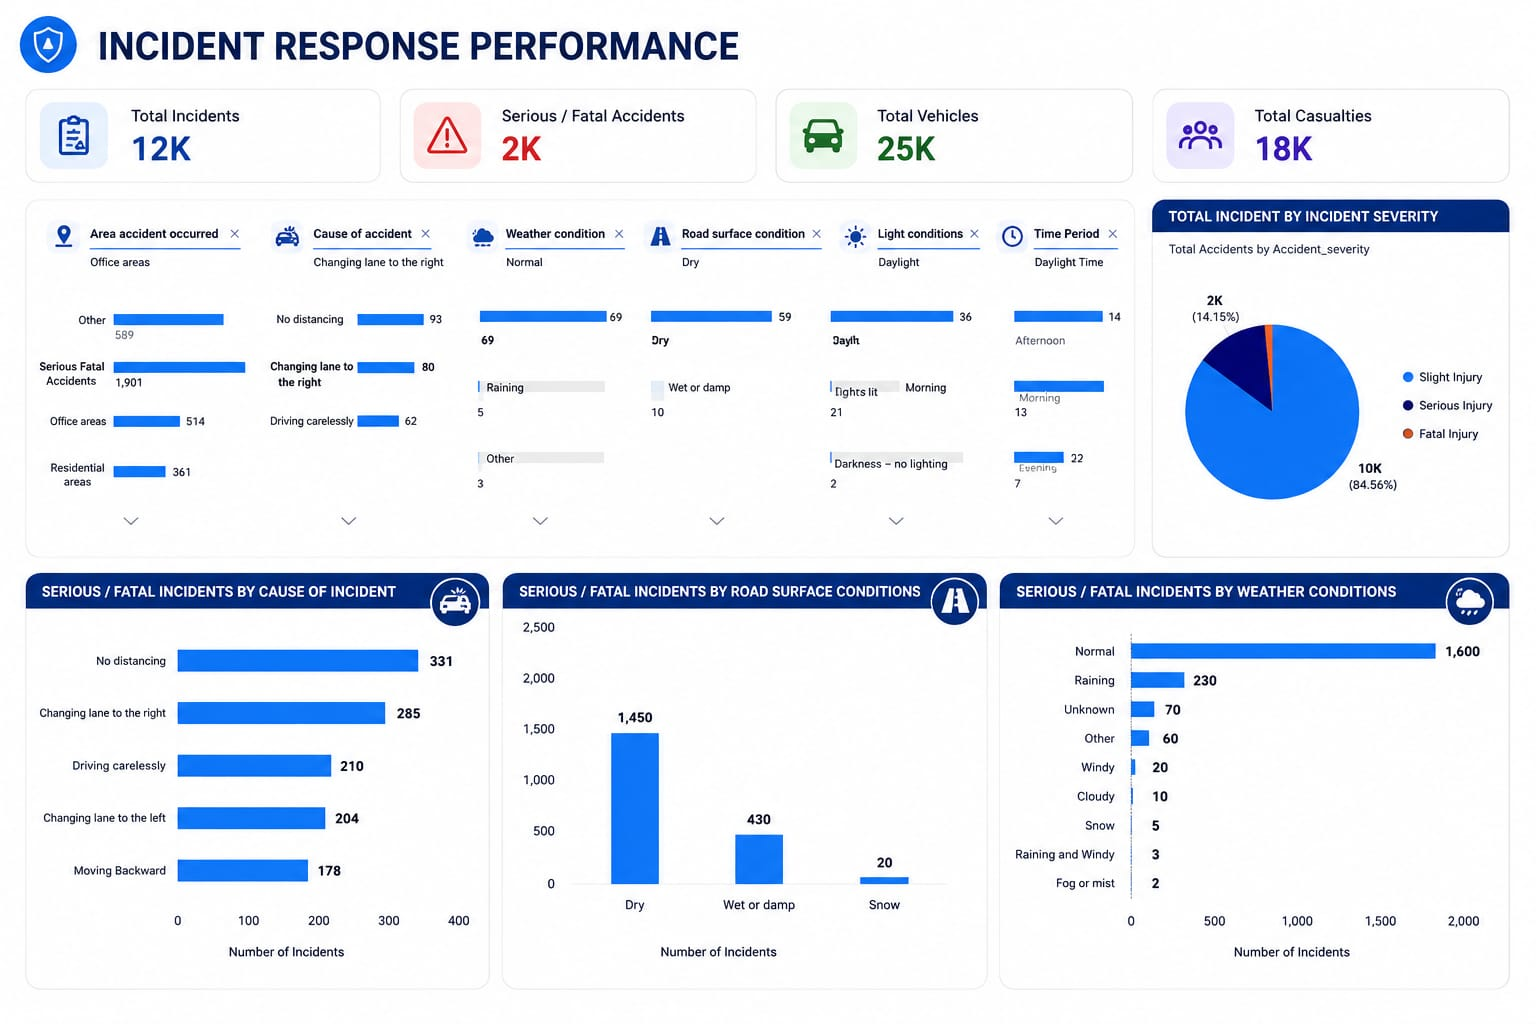 INCIDENT RESPONSE PERFORMANCE
Total Incidents
12K
Serious / Fatal Accidents
2K
Total Vehicles
25K
Total Casualties
18K
Area accident occurred ×
Office areas
Other
589
Serious Fatal
Accidents
1,901
Office areas 514
Residential
areas
361
Cause of accident ×
Changing lane to the right
No distancing 93
Changing lane to
the right
80
Driving carelessly 62
Weather condition ×
Normal
69
69
Raining
5
Other
3
Road surface condition ×
Dry
59
Dry
Wet or damp
10
Light conditions ×
Daylight
36
lit Morning
21
Darkness – no lighting
2
Time Period ×
Daylight Time
14
Afternoon
Morning
13
22
Evening
7
TOTAL INCIDENT BY INCIDENT SEVERITY
Total Accidents by Accident_severity
2K
(14.15%)
10K
(84.56%)
Slight Injury
Serious Injury
Fatal Injury
SERIOUS / FATAL INCIDENTS BY CAUSE OF INCIDENT
No distancing 331
Changing lane to the right 285
Driving carelessly 210
Changing lane to the left 204
Moving Backward 178
0 100 200 300 400
Number of Incidents
SERIOUS / FATAL INCIDENTS BY ROAD SURFACE CONDITIONS
2,500
2,000
1,500
1,000
500
0
1,450
430
20
Dry Wet or damp Snow
Number of Incidents
SERIOUS / FATAL INCIDENTS BY WEATHER CONDITIONS
Normal 1,600
Raining 230
Unknown 70
Other 60
Windy 20
Cloudy 10
Snow 5
Raining and Windy 3
Fog or mist 2
0 500 1,000 1,500 2,000
Number of Incidents